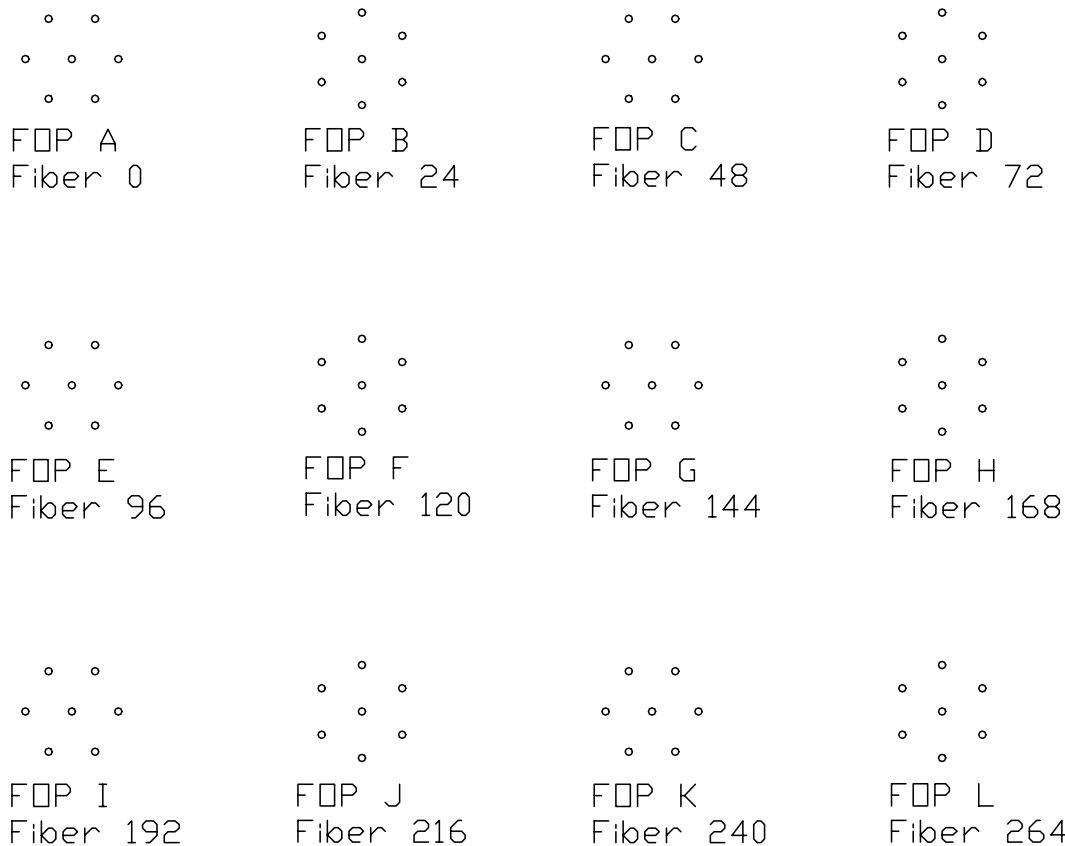 FOP A
Fiber 0
FOP B
Fiber 24
FOP C
Fiber 48
FOP D
Fiber 72
FOP E
Fiber 96
FOP F
Fiber 120
FOP G
Fiber 144
FOP H
Fiber 168
FOP I
Fiber 192
FOP J
Fiber 216
FOP K
Fiber 240
FOP L
Fiber 264